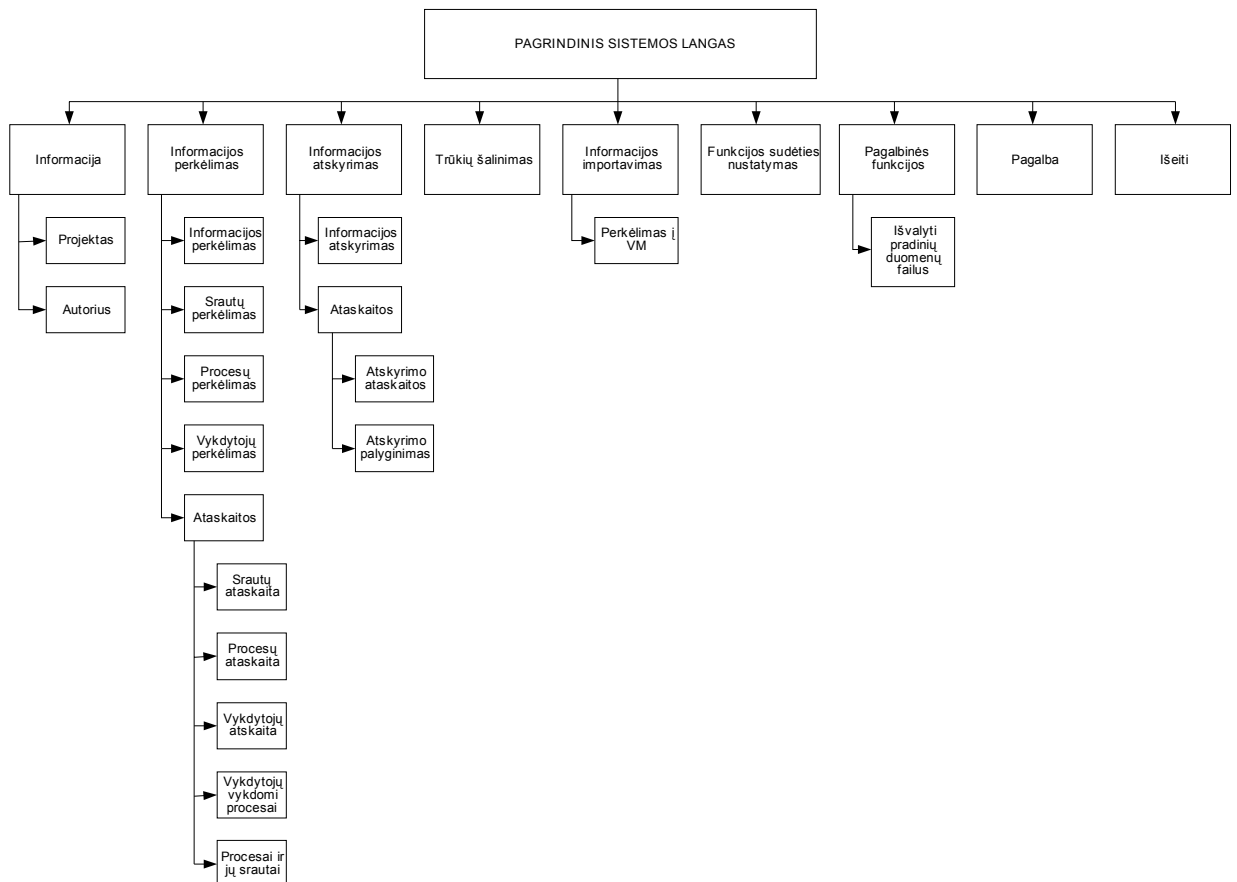 PAGRINDINIS SISTEMOS LANGAS
Informacija
Informacijos
perkėlimas
Informacijos
atskyrimas
Trūkių šalinimas
Informacijos
importavimas
Funkcijos sudėties
nustatymas
Pagalbinės
funkcijos
Pagalba
Išeiti
Projektas
Autorius
Informacijos
perkėlimas
Srautų
perkėlimas
Procesų
perkėlimas
Vykdytojų
perkėlimas
Ataskaitos
Srautų
ataskaita
Procesų
ataskaita
Vykdytojų
atskaita
Vykdytojų
vykdomi
procesai
Procesai ir
jų srautai
Informacijos
atskyrimas
Ataskaitos
Atskyrimo
ataskaitos
Atskyrimo
palyginimas
Perkėlimas į
VM
Išvalyti
pradinių
duomenų
failus